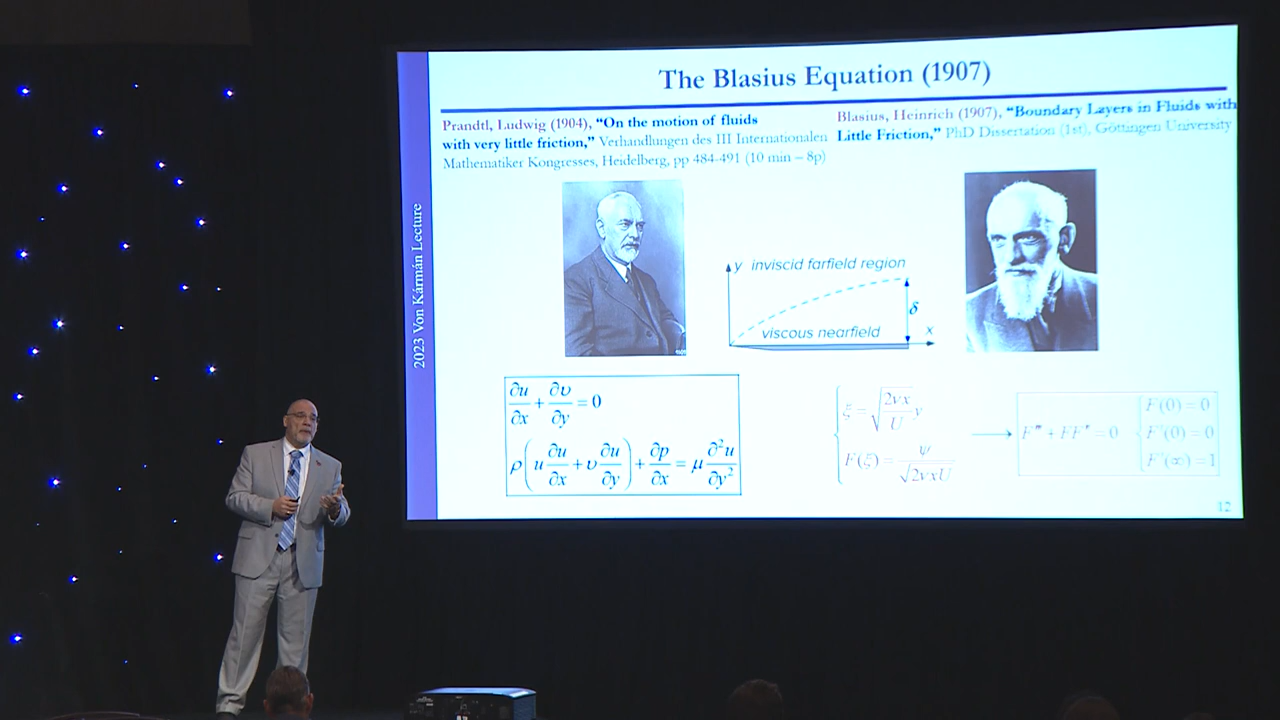 The Blasius Equation (1907)
Prandtl, Ludwig (1904), “On the motion of fluids
with very little friction,” Verhandlungen des III Internationalen
Mathematiker Kongresses, Heidelberg, pp 484-491 (10 min – 8p)
Blasius, Heinrich (1907), “Boundary Layers in Fluids with
Little Friction,” PhD Dissertation (1st), Göttingen University
2023 Von Kármán Lecture
y inviscid farfield region
δ
viscous nearfield
x
∂u/∂x + ∂υ/∂y = 0
ρ(u ∂u/∂x + υ ∂u/∂y) + ∂p/∂x = μ ∂²u/∂y²
ξ = √(2νx/U) y
F(ξ) = ψ/√(2νxU)
F''' + FF'' = 0
F(0) = 0
F'(0) = 0
F'(∞) = 1
12